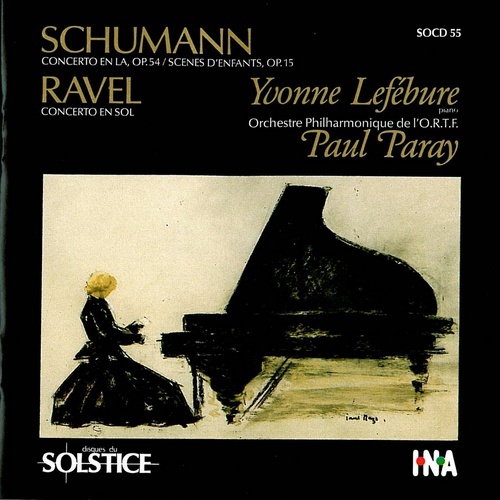 SCHUMANN
CONCERTO EN LA, OP.54 / SCENES D'ENFANTS, OP.15
RAVEL
CONCERTO EN SOL
SOCD 55
Yvonne Lefébure
piano
Orchestre Philharmonique de l'O.R.T.F.
Paul Paray
disques du
SOLSTICE
INA